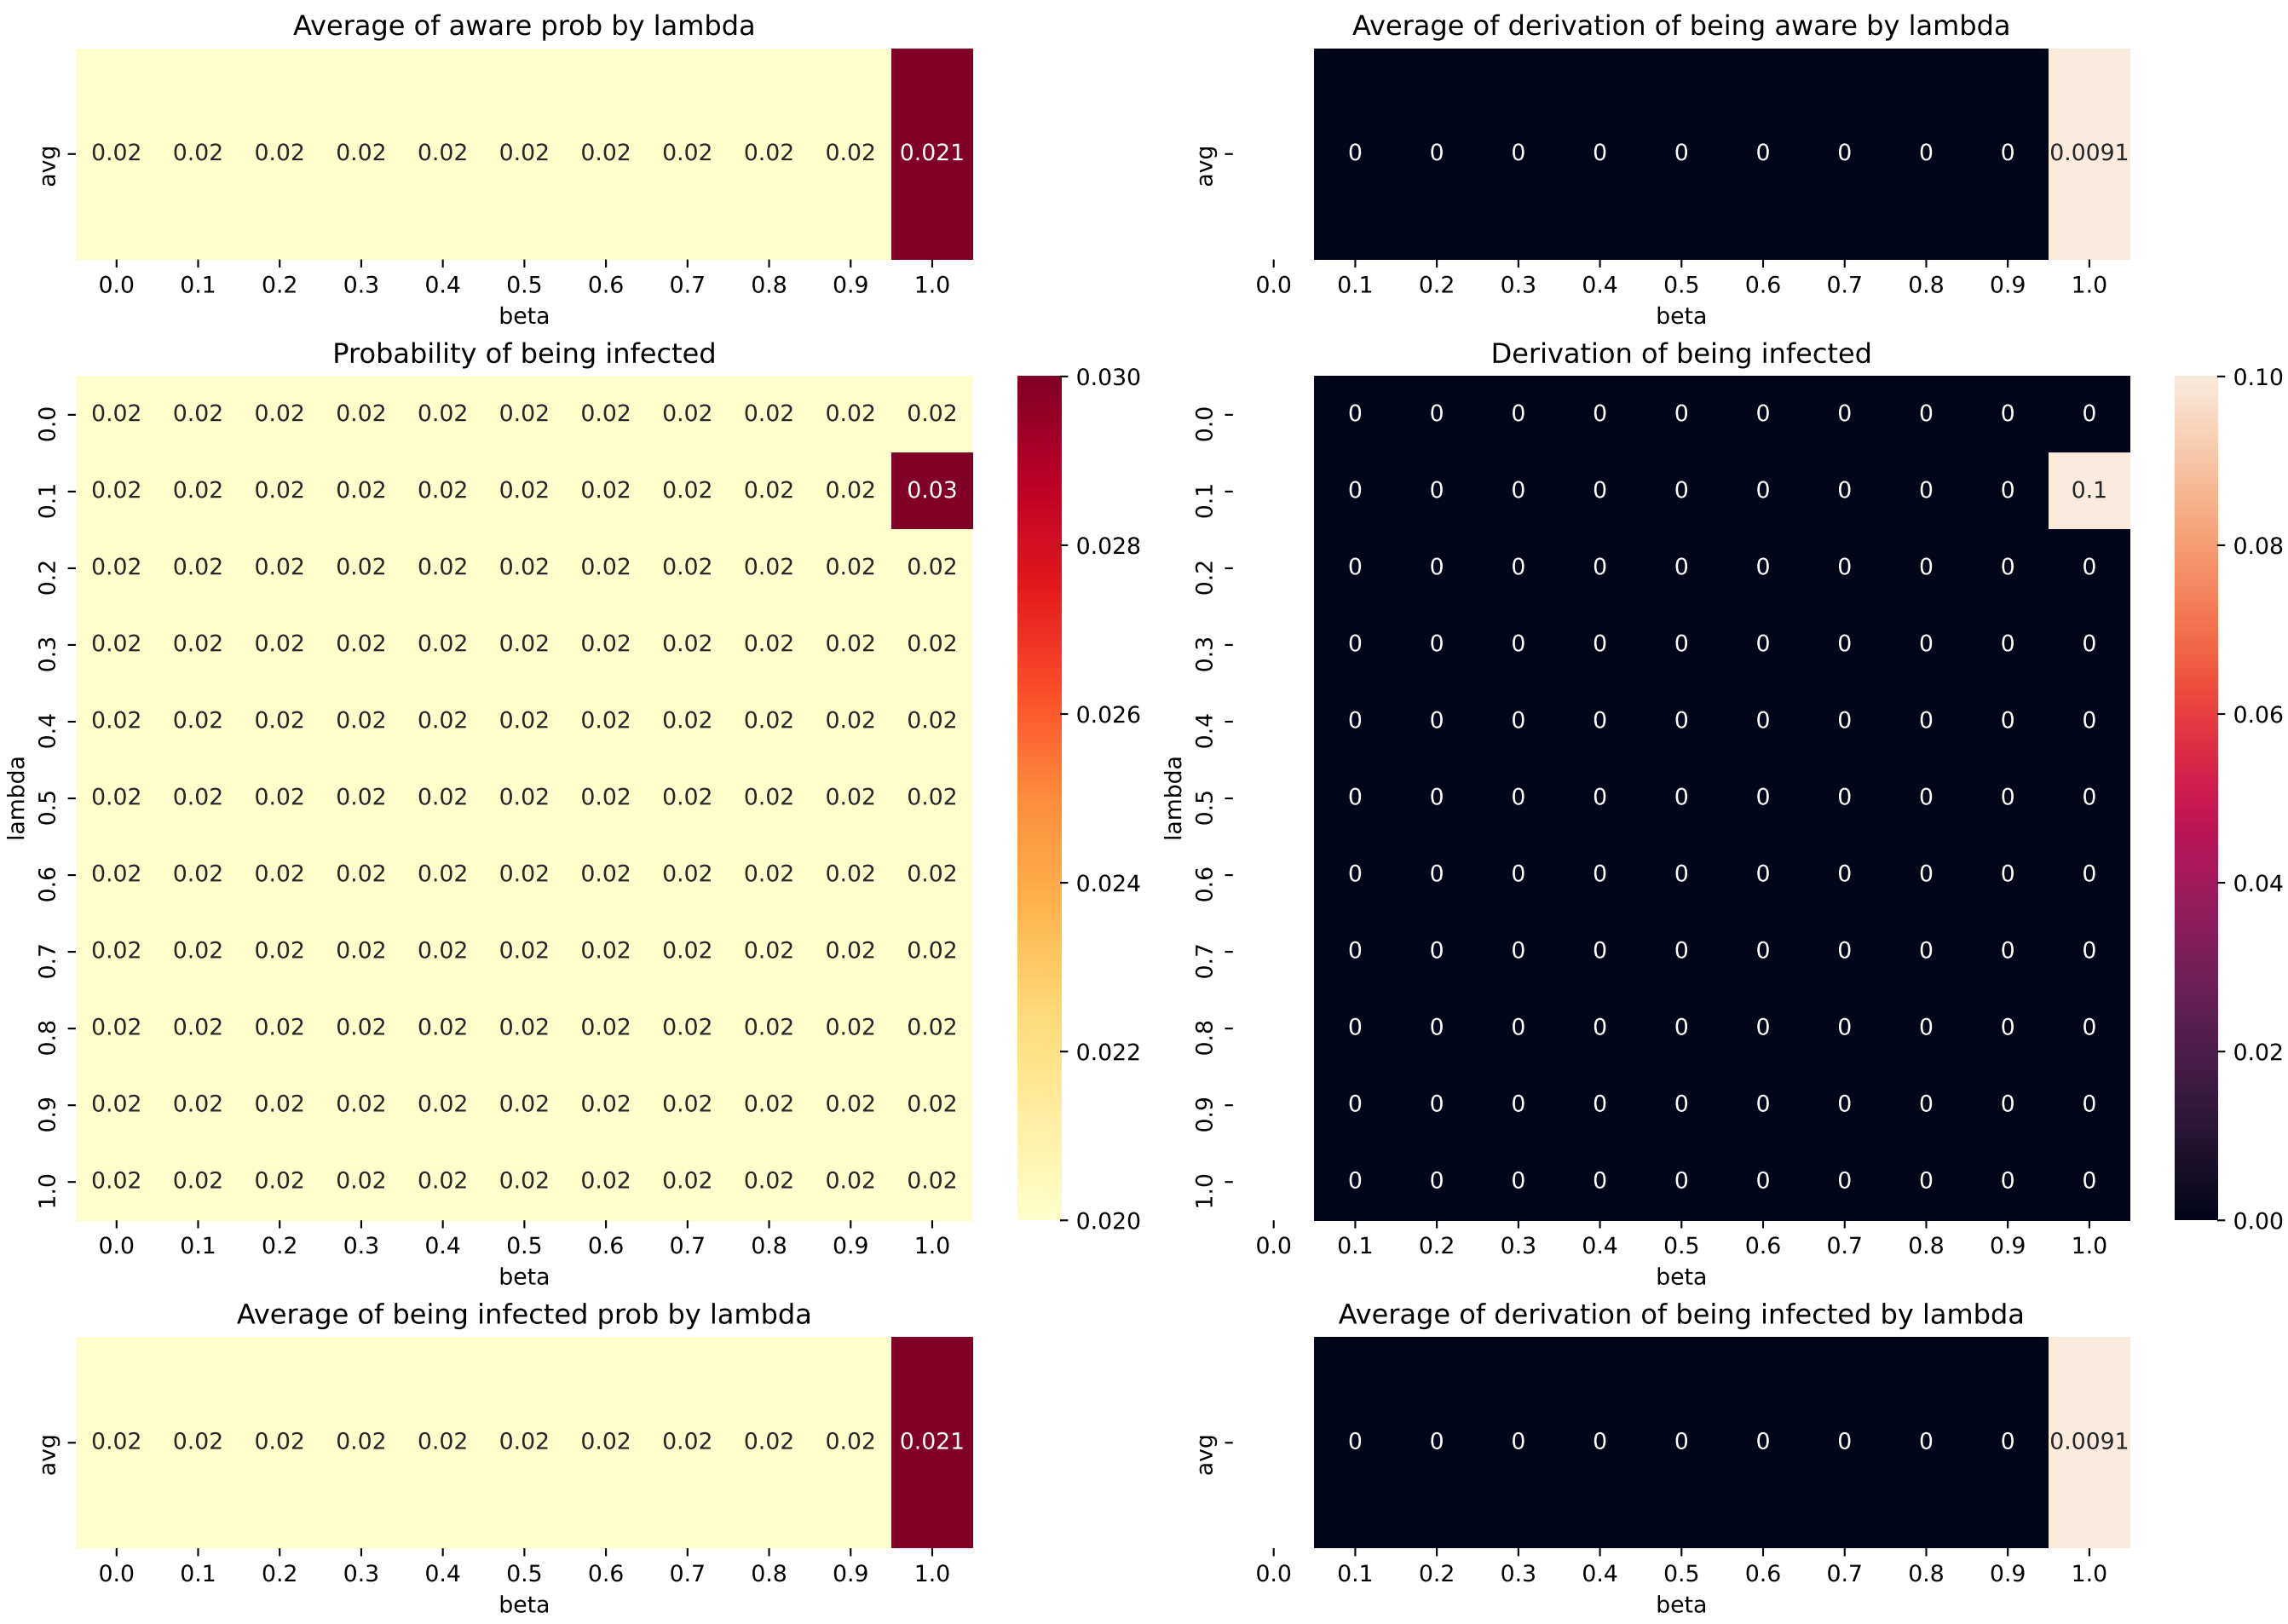 Average of aware prob by lambda
avg
0.02 0.02 0.02 0.02 0.02 0.02 0.02 0.02 0.02 0.02 0.021
0.0 0.1 0.2 0.3 0.4 0.5 0.6 0.7 0.8 0.9 1.0
beta
Average of derivation of being aware by lambda
avg
0 0 0 0 0 0 0 0 0 0.0091
0.0 0.1 0.2 0.3 0.4 0.5 0.6 0.7 0.8 0.9 1.0
beta
Probability of being infected
lambda
0.0 0.02 0.02 0.02 0.02 0.02 0.02 0.02 0.02 0.02 0.02 0.02
0.1 0.02 0.02 0.02 0.02 0.02 0.02 0.02 0.02 0.02 0.02 0.03
0.2 0.02 0.02 0.02 0.02 0.02 0.02 0.02 0.02 0.02 0.02 0.02
0.3 0.02 0.02 0.02 0.02 0.02 0.02 0.02 0.02 0.02 0.02 0.02
0.4 0.02 0.02 0.02 0.02 0.02 0.02 0.02 0.02 0.02 0.02 0.02
0.5 0.02 0.02 0.02 0.02 0.02 0.02 0.02 0.02 0.02 0.02 0.02
0.6 0.02 0.02 0.02 0.02 0.02 0.02 0.02 0.02 0.02 0.02 0.02
0.7 0.02 0.02 0.02 0.02 0.02 0.02 0.02 0.02 0.02 0.02 0.02
0.8 0.02 0.02 0.02 0.02 0.02 0.02 0.02 0.02 0.02 0.02 0.02
0.9 0.02 0.02 0.02 0.02 0.02 0.02 0.02 0.02 0.02 0.02 0.02
1.0 0.02 0.02 0.02 0.02 0.02 0.02 0.02 0.02 0.02 0.02 0.02
0.0 0.1 0.2 0.3 0.4 0.5 0.6 0.7 0.8 0.9 1.0
beta
0.030
0.028
0.026
0.024
0.022
0.020
Derivation of being infected
lambda
0.0 0 0 0 0 0 0 0 0 0 0
0.1 0 0 0 0 0 0 0 0 0 0.1
0.2 0 0 0 0 0 0 0 0 0 0
0.3 0 0 0 0 0 0 0 0 0 0
0.4 0 0 0 0 0 0 0 0 0 0
0.5 0 0 0 0 0 0 0 0 0 0
0.6 0 0 0 0 0 0 0 0 0 0
0.7 0 0 0 0 0 0 0 0 0 0
0.8 0 0 0 0 0 0 0 0 0 0
0.9 0 0 0 0 0 0 0 0 0 0
1.0 0 0 0 0 0 0 0 0 0 0
0.0 0.1 0.2 0.3 0.4 0.5 0.6 0.7 0.8 0.9 1.0
beta
0.10
0.08
0.06
0.04
0.02
0.00
Average of being infected prob by lambda
avg
0.02 0.02 0.02 0.02 0.02 0.02 0.02 0.02 0.02 0.02 0.021
0.0 0.1 0.2 0.3 0.4 0.5 0.6 0.7 0.8 0.9 1.0
beta
Average of derivation of being infected by lambda
avg
0 0 0 0 0 0 0 0 0 0.0091
0.0 0.1 0.2 0.3 0.4 0.5 0.6 0.7 0.8 0.9 1.0
beta